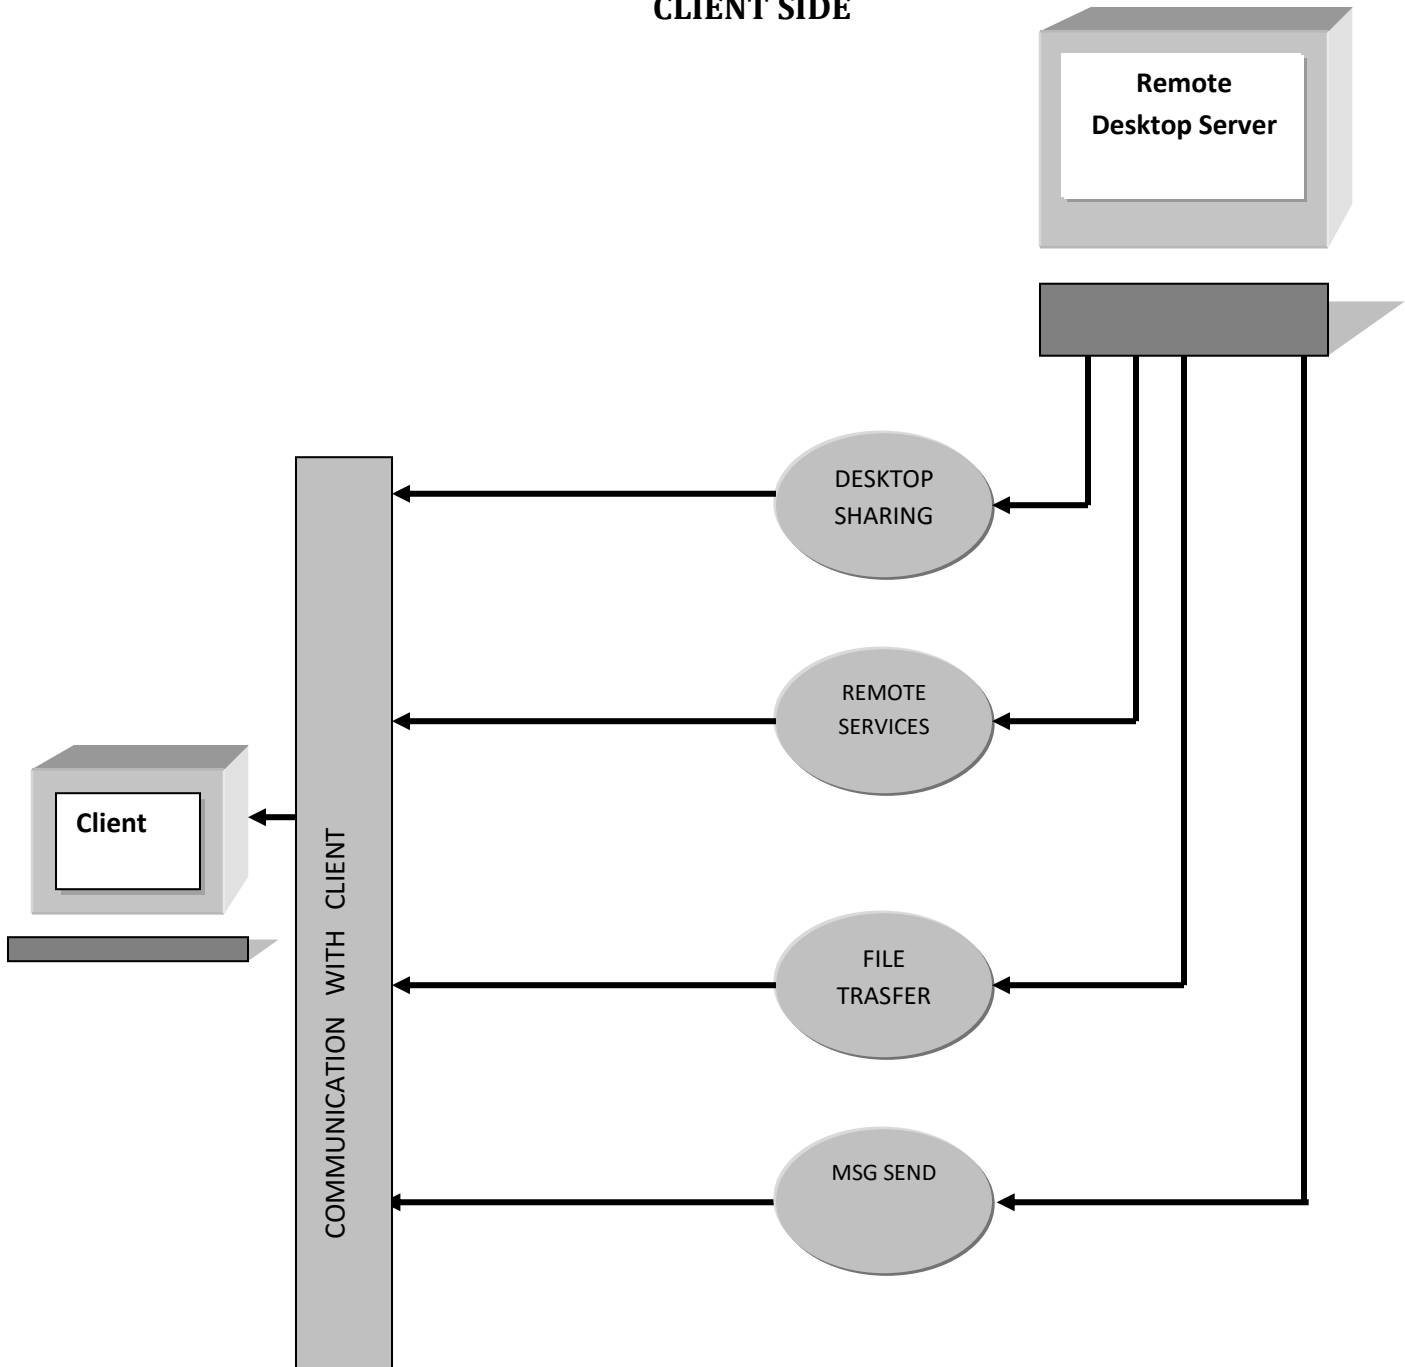 CLIENT SIDE
Remote
Desktop Server
DESKTOP
SHARING
REMOTE
SERVICES
Client
COMMUNICATION WITH CLIENT
FILE
TRASFER
MSG SEND